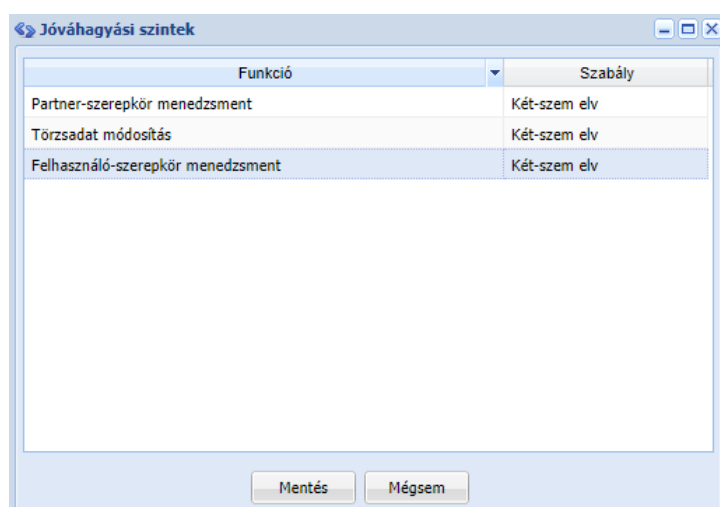 Jóváhagyási szintek
Funkció Szabály
Partner-szerepkör menedzsment Két-szem elv
Törzsadat módosítás Két-szem elv
Felhasználó-szerepkör menedzsment Két-szem elv
Mentés Mégsem